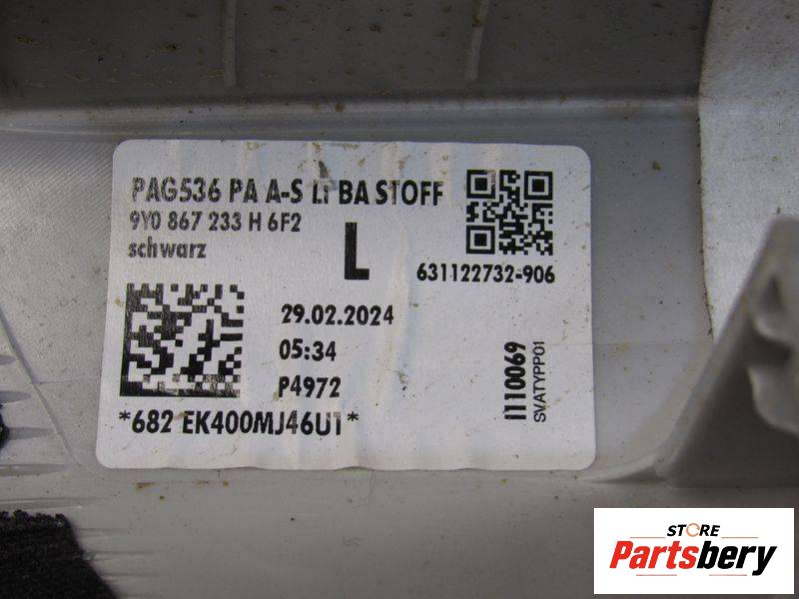 PAG536 PA A-S LI BA STOFF
9Y0 867 233 H 6F2
schwarz
L
631122732-906
29.02.2024
05:34
P4972
I110069
SVATYPP01
*682 EK400MJ46U1*
STORE
Partsbery